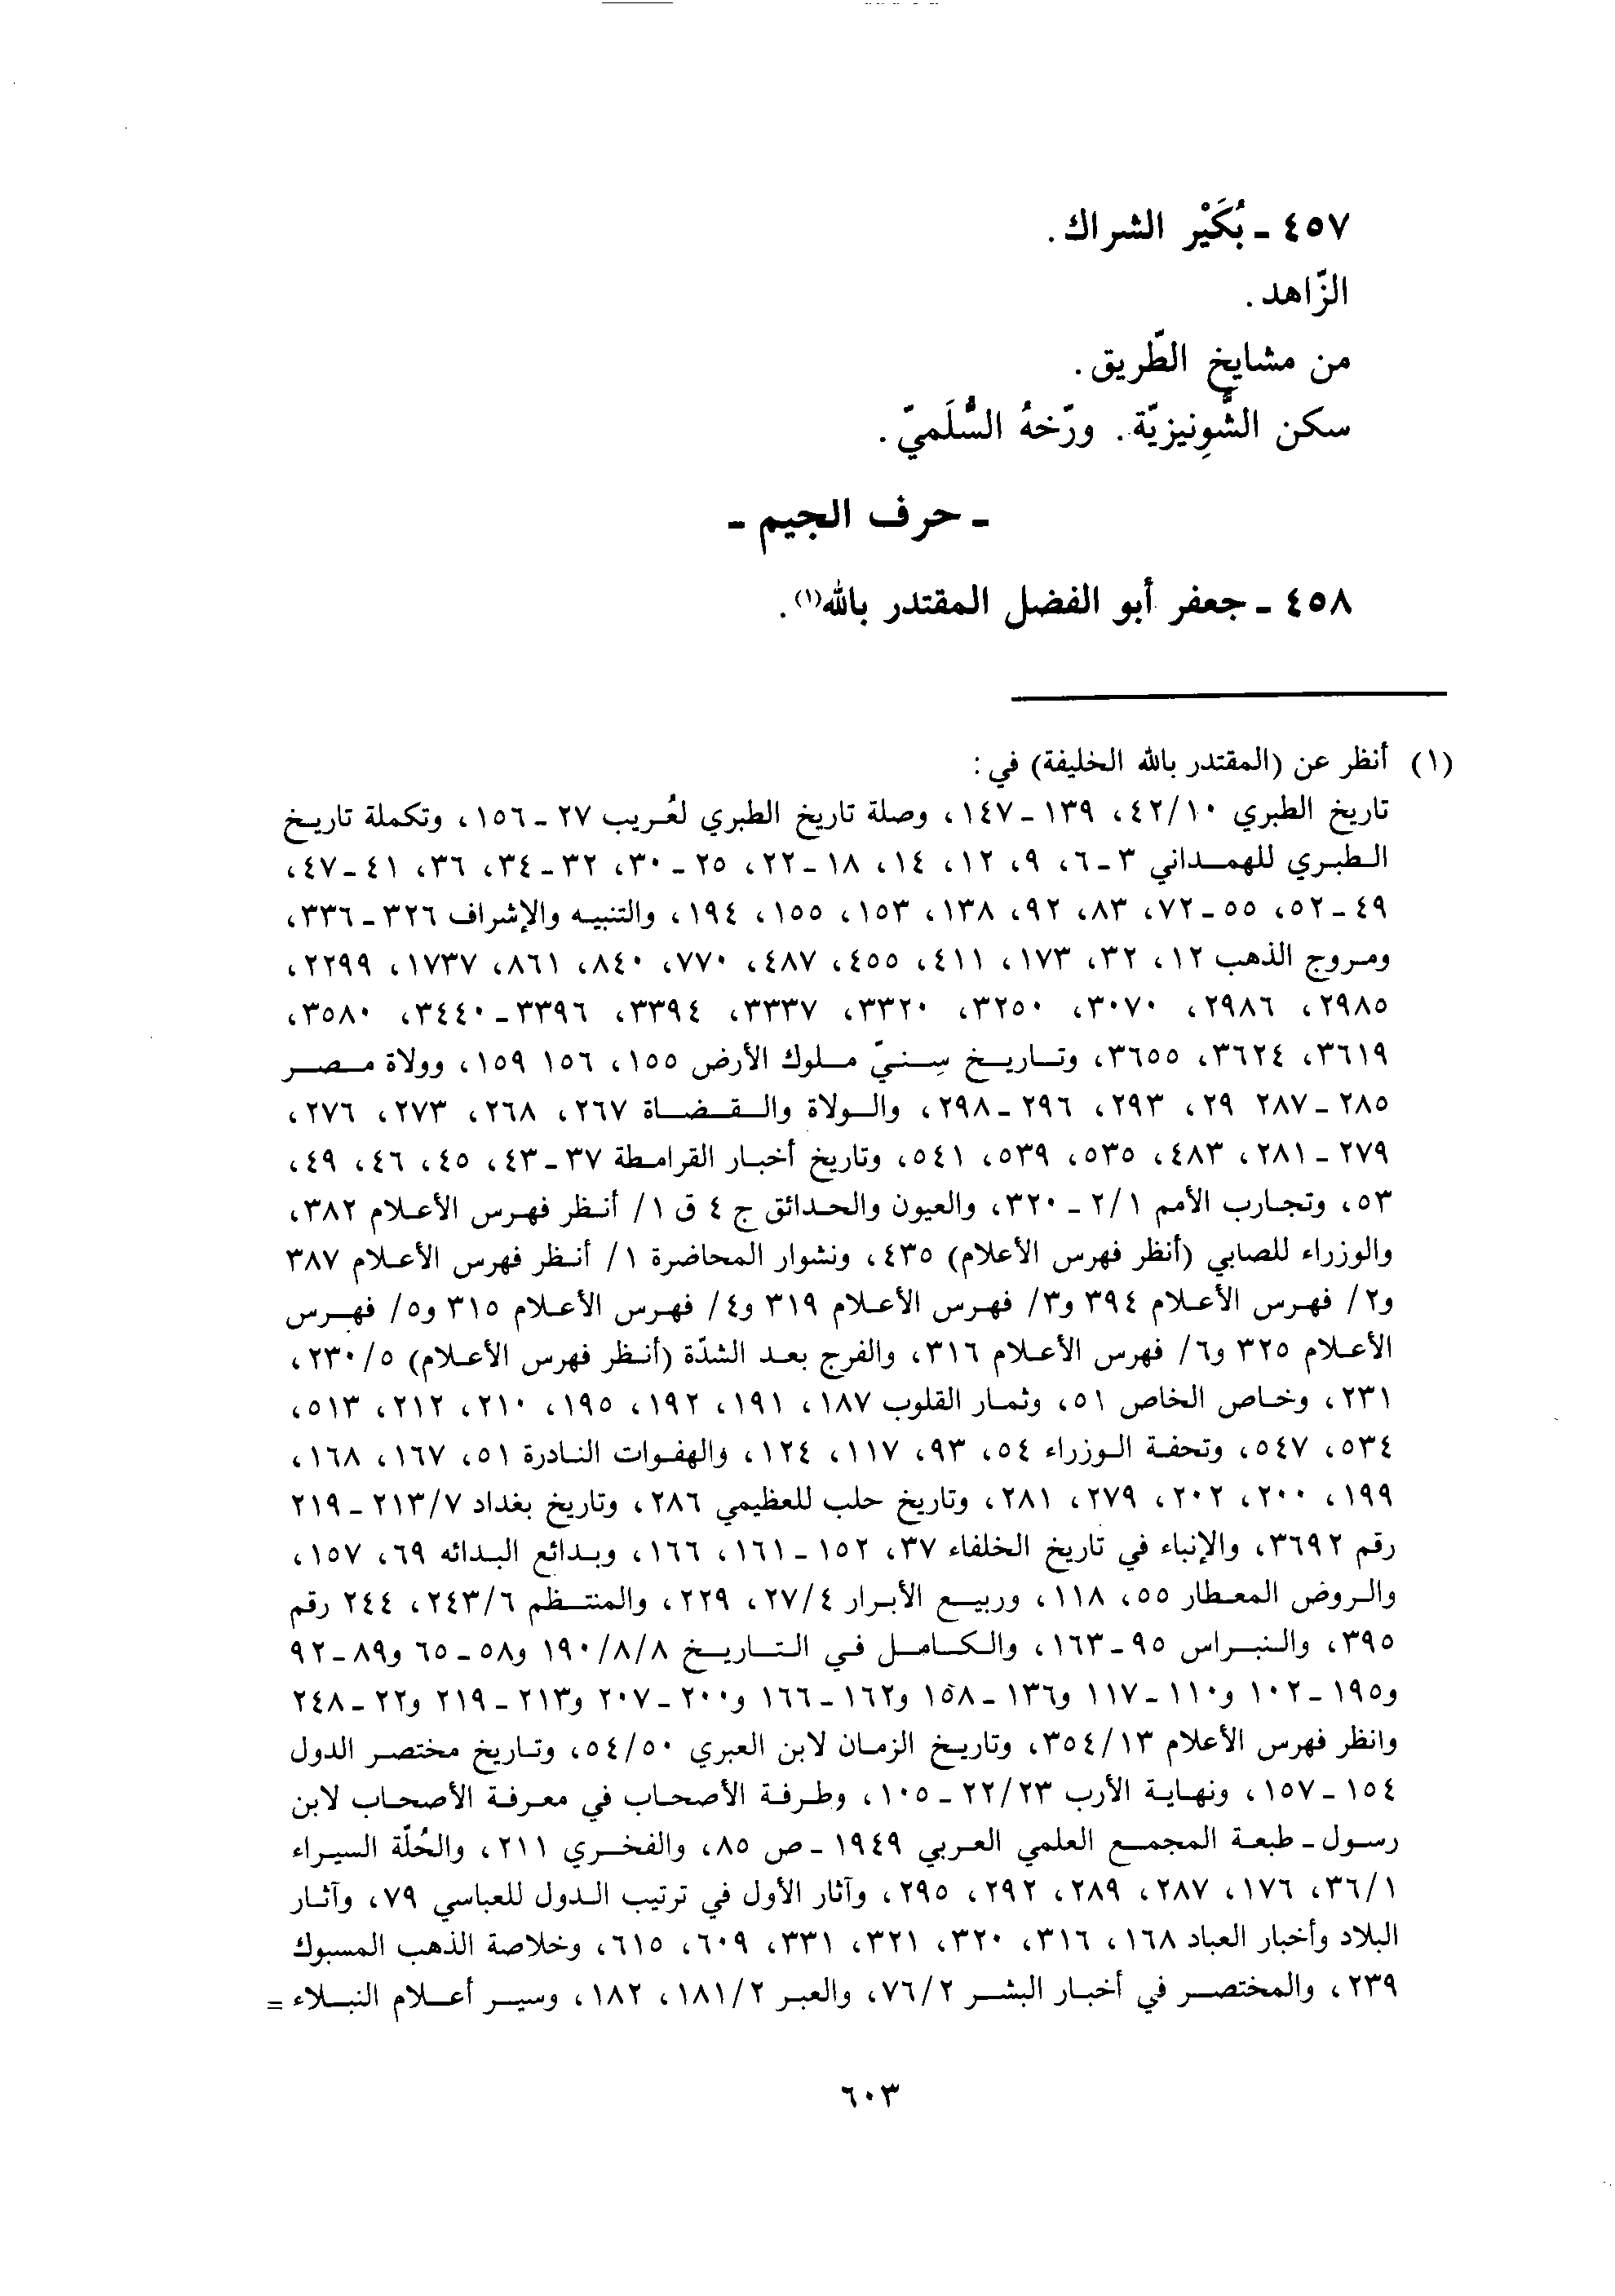 ٤٥٧ ـ بُكَيْر الشراك.
الزّاهد.
من مشايخ الطّريق.
سكن الشُّونِيزيّة. ورّخهُ السُّلَميّ.
ـ حرف الجيم ـ
٤٥٨ ـ جعفر أبو الفضل المقتدر بالله(١).
(١) أنظر عن (المقتدر بالله الخليفة) في:
تاريخ الطبري ٤٢/١٠، ١٣٩ ـ ١٤٧، وصلة تاريخ الطبري لعُريب ٢٧ ـ ١٥٦، وتكملة تاريخ
الطبري للهمداني ٣ ـ ٦، ٩، ١٢، ١٤، ١٨ ـ ٢٢، ٢٥ ـ ٣٠، ٣٢ ـ ٣٤، ٣٦، ٤١ ـ ٤٧،
٤٩ ـ ٥٢، ٥٥ ـ ٧٢، ٨٣، ٩٢، ١٣٨، ١٥٣، ١٥٥، ١٩٤، والتنبيه والإشراف ٣٢٦ ـ ٣٣٦،
ومروج الذهب ١٢، ٣٢، ١٧٣، ٤١١، ٤٥٥، ٤٨٧، ٧٧٠، ٨٤٠، ٨٦١، ١٧٣٧، ٢٢٩٩،
٢٩٨٥، ٢٩٨٦، ٣٠٧٠، ٣٢٥٠، ٣٣٢٠، ٣٣٣٧، ٣٣٩٤، ٣٣٩٦ ـ ٣٤٤٠، ٣٥٨٠،
٣٦١٩، ٣٦٢٤، ٣٦٥٥، وتاريخ سِنيّ ملوك الأرض ١٥٥، ١٥٦ ١٥٩، وولاة مصر
٢٨٥ ـ ٢٨٧ ٢٩، ٢٩٣، ٢٩٦ ـ ٢٩٨، والولاة والقضاة ٢٦٧، ٢٦٨، ٢٧٣، ٢٧٦،
٢٧٩ ـ ٢٨١، ٤٨٣، ٥٣٥، ٥٣٩، ٥٤١، وتاريخ أخبار القرامطة ٣٧ ـ ٤٣، ٤٥، ٤٦، ٤٩،
٥٣، وتجارب الأمم ٢/١ ـ ٣٢٠، والعيون والحدائق ج ٤ ق ١/ أنظر فهرس الأعلام ٣٨٢،
والوزراء للصابي (أنظر فهرس الأعلام) ٤٣٥، ونشوار المحاضرة ١/ أنظر فهرس الأعلام ٣٨٧
و٢/ فهرس الأعلام ٣٩٤ و٣/ فهرس الأعلام ٣١٩ و٤/ فهرس الأعلام ٣١٥ و٥/ فهرس
الأعلام ٣٢٥ و٦/ فهرس الأعلام ٣١٦، والفرج بعد الشدّة (أنظر فهرس الأعلام) ٢٣٠/٥،
٢٣١، وخاص الخاص ٥١، وثمار القلوب ١٨٧، ١٩١، ١٩٢، ١٩٥، ٢١٠، ٢١٢، ٥١٣،
٥٣٤، ٥٤٧، وتحفة الوزراء ٥٤، ٩٣، ١١٧، ١٢٤، والهفوات النادرة ٥١، ١٦٧، ١٦٨،
١٩٩، ٢٠٠، ٢٠٢، ٢٧٩، ٢٨١، وتاريخ حلب للعظيمي ٢٨٦، وتاريخ بغداد ٢١٣/٧ ـ ٢١٩
رقم ٣٦٩٢، والإنباء في تاريخ الخلفاء ٣٧، ١٥٢ ـ ١٦١، ١٦٦، وبدائع البدائه ٦٩، ١٥٧،
والروض المعطار ٥٥، ١١٨، وربيع الأبرار ٢٧/٤، ٢٢٩، والمنتظم ٢٤٣/٦، ٢٤٤ رقم
٣٩٥، والنبراس ٩٥ ـ ١٦٣، والكامل في التاريخ ١٩٠/٨/٨ و٥٨ ـ ٦٥ و٨٩ ـ ٩٢
و١٩٥ ـ ١٠٢ و١١٠ ـ ١١٧ و١٣٦ ـ ١٥٨ و١٦٢ ـ ١٦٦ و٢٠٠ ـ ٢٠٧ و٢١٣ ـ ٢١٩ و٢٢ ـ ٢٤٨
وانظر فهرس الأعلام ٣٥٤/١٣، وتاريخ الزمان لابن العبري ٥٤/٥٠، وتاريخ مختصر الدول
١٥٤ ـ ١٥٧، ونهاية الأرب ٢٢/٢٣ ـ ١٠٥، وطرفة الأصحاب في معرفة الأصحاب لابن
رسول ـ طبعة المجمع العلمي العربي ١٩٤٩ ـ ص ٨٥، والفخري ٢١١، والحُلّة السيراء
٣٦/١، ١٧٦، ٢٨٧، ٢٨٩، ٢٩٢، ٢٩٥، وآثار الأول في ترتيب الدول للعباسي ٧٩، وآثار
البلاد وأخبار العباد ١٦٨، ٣١٦، ٣٢٠، ٣٢١، ٣٣١، ٦٠٩، ٦١٥، وخلاصة الذهب المسبوك
٢٣٩، والمختصر في أخبار البشر ٧٦/٢، والعبر ١٨١/٢، ١٨٢، وسير أعلام النبلاء =
٦٠٣